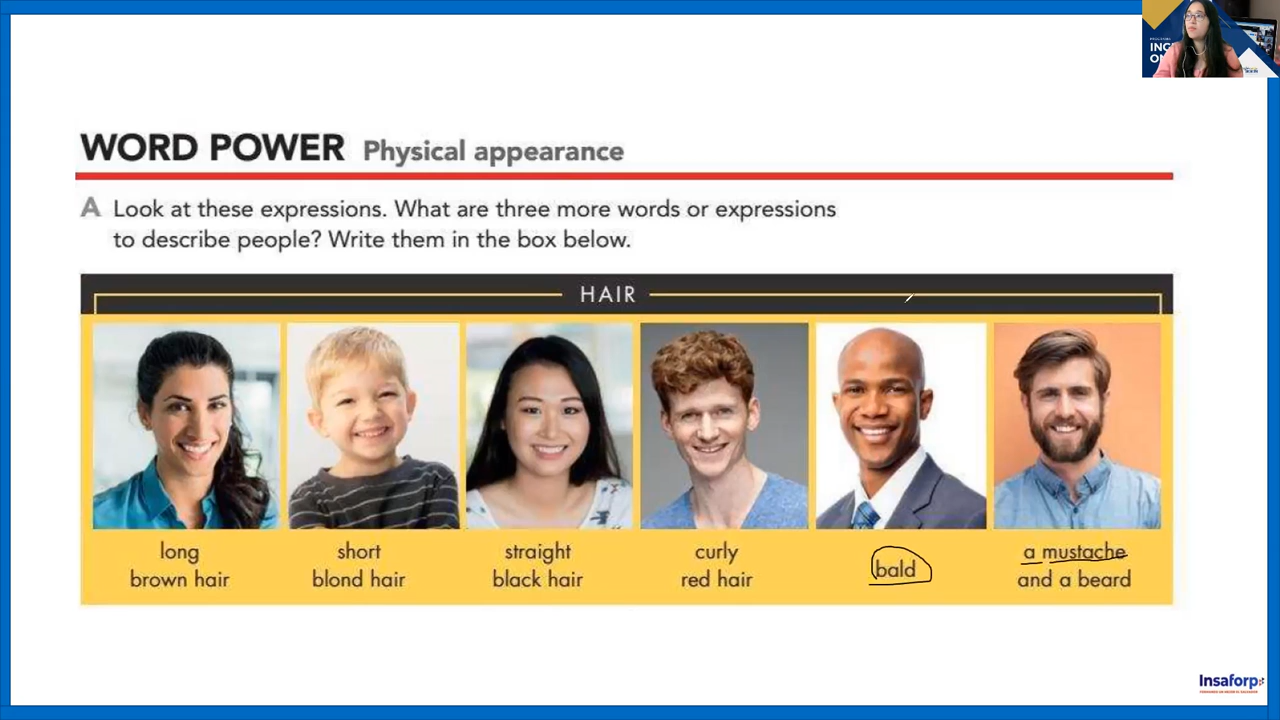 WORD POWER Physical appearance
A Look at these expressions. What are three more words or expressions
to describe people? Write them in the box below.
HAIR
long
brown hair
short
blond hair
straight
black hair
curly
red hair
bald
a mustache
and a beard
Insaforp